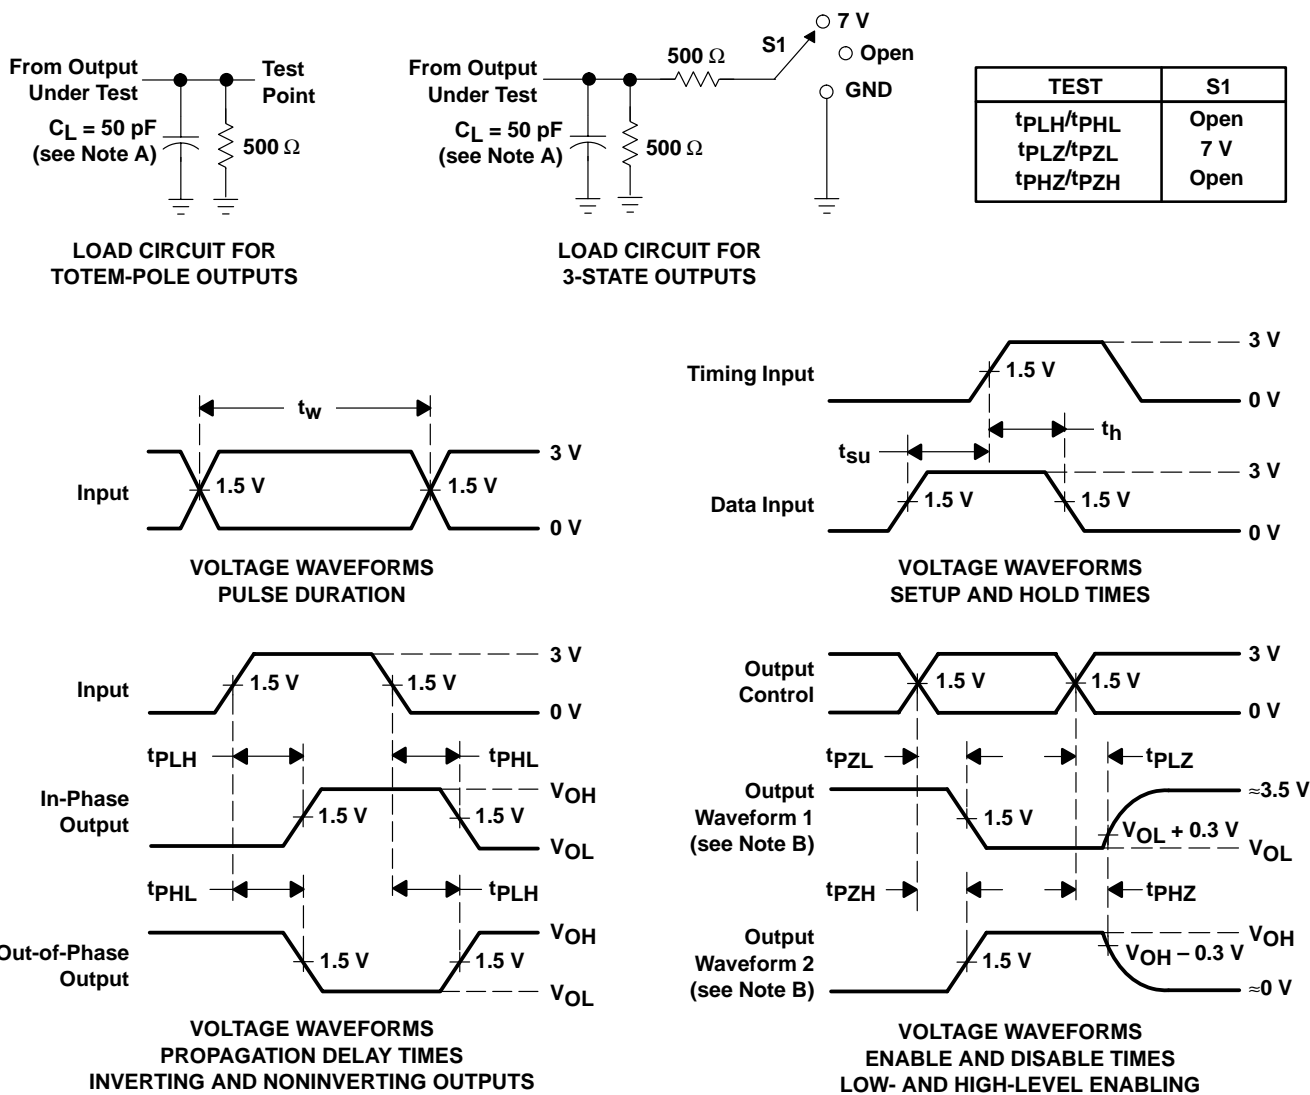 From Output
Under Test
Test
Point
CL = 50 pF
(see Note A)
500 Ω
LOAD CIRCUIT FOR
TOTEM-POLE OUTPUTS
From Output
Under Test
CL = 50 pF
(see Note A)
500 Ω
500 Ω
S1
7 V
Open
GND
LOAD CIRCUIT FOR
3-STATE OUTPUTS
TEST S1
tPLH/tPHL Open
tPLZ/tPZL 7 V
tPHZ/tPZH Open
tw
Input
1.5 V
1.5 V
3 V
0 V
VOLTAGE WAVEFORMS
PULSE DURATION
Timing Input
1.5 V
3 V
0 V
th
tsu
Data Input
1.5 V
1.5 V
3 V
0 V
VOLTAGE WAVEFORMS
SETUP AND HOLD TIMES
Input
1.5 V
1.5 V
3 V
0 V
tPLH
tPHL
In-Phase
Output
1.5 V
1.5 V
VOH
VOL
tPHL
tPLH
Out-of-Phase
Output
1.5 V
1.5 V
VOH
VOL
VOLTAGE WAVEFORMS
PROPAGATION DELAY TIMES
INVERTING AND NONINVERTING OUTPUTS
Output
Control
1.5 V
1.5 V
3 V
0 V
tPZL
tPLZ
Output
Waveform 1
(see Note B)
1.5 V
VOL + 0.3 V
≈3.5 V
VOL
tPZH
tPHZ
Output
Waveform 2
(see Note B)
1.5 V
VOH – 0.3 V
VOH
≈0 V
VOLTAGE WAVEFORMS
ENABLE AND DISABLE TIMES
LOW- AND HIGH-LEVEL ENABLING